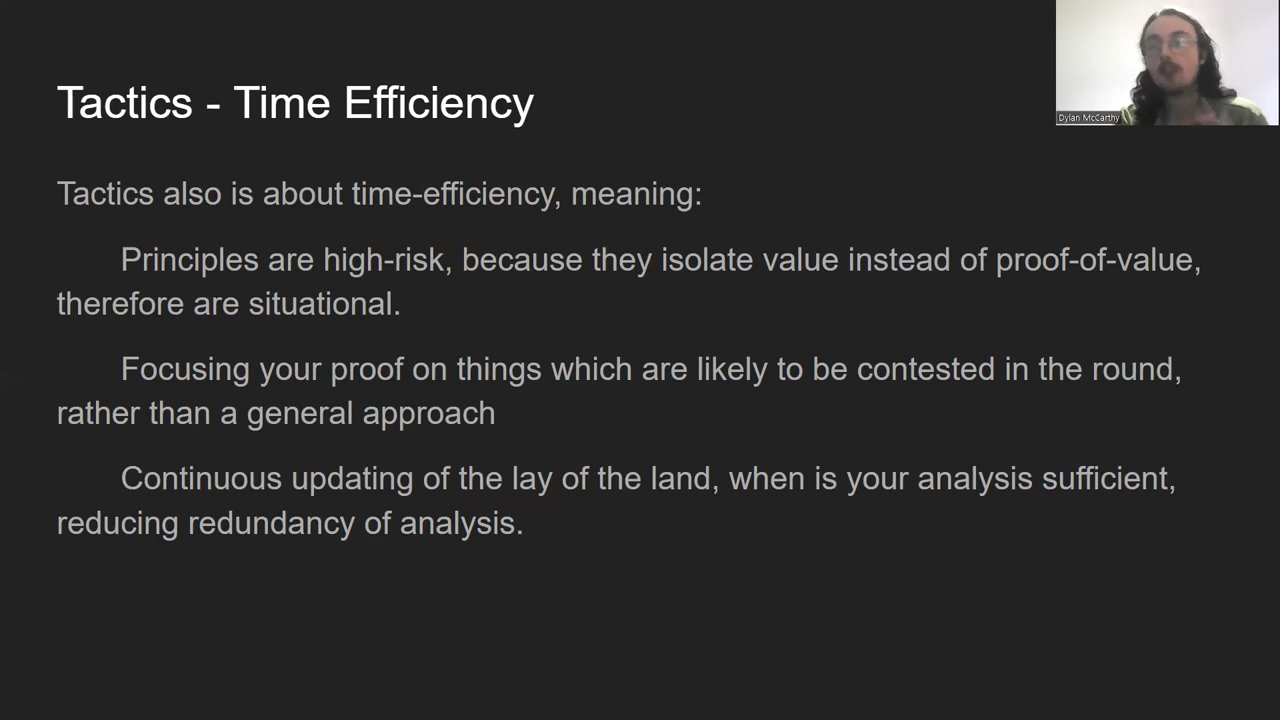 Dylan McCarthy
Tactics - Time Efficiency
Tactics also is about time-efficiency, meaning:
Principles are high-risk, because they isolate value instead of proof-of-value,
therefore are situational.
Focusing your proof on things which are likely to be contested in the round,
rather than a general approach
Continuous updating of the lay of the land, when is your analysis sufficient,
reducing redundancy of analysis.